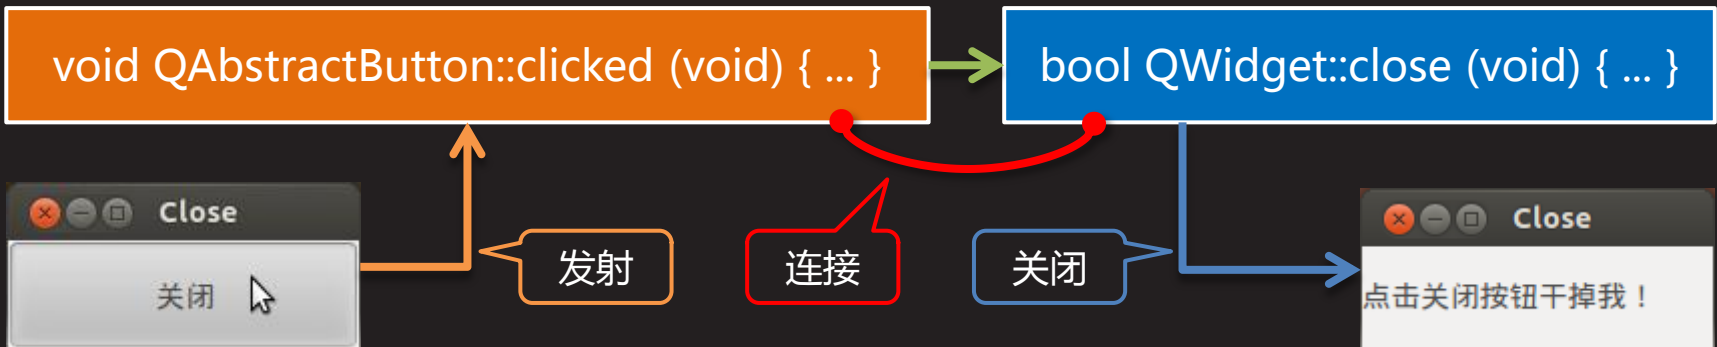 void QAbstractButton::clicked (void) { ... }
bool QWidget::close (void) { ... }
Close
关闭
发射
连接
关闭
Close
点击关闭按钮干掉我！